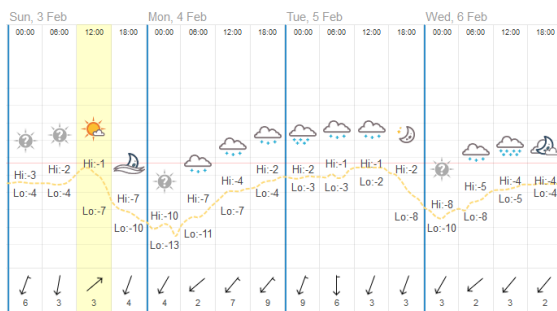 Sun, 3 Feb Mon, 4 Feb Tue, 5 Feb Wed, 6 Feb
00:00 06:00 12:00 18:00 00:00 06:00 12:00 18:00 00:00 06:00 12:00 18:00 00:00 06:00 12:00 18:00
? ? ? ?
Hi:-3 Hi:-2 Hi:-1 Hi:-7 Hi:-10 Hi:-7 Hi:-4 Hi:-2 Hi:-2 Hi:-1 Hi:-1 Hi:-2 Hi:-8 Hi:-5 Hi:-4 Hi:-4
Lo:-4 Lo:-4 Lo:-7 Lo:-10 Lo:-13 Lo:-11 Lo:-7 Lo:-4 Lo:-3 Lo:-3 Lo:-2 Lo:-8 Lo:-10 Lo:-8 Lo:-5 Lo:-4
6 3 3 4 4 2 7 9 9 6 3 3 3 2 3 2